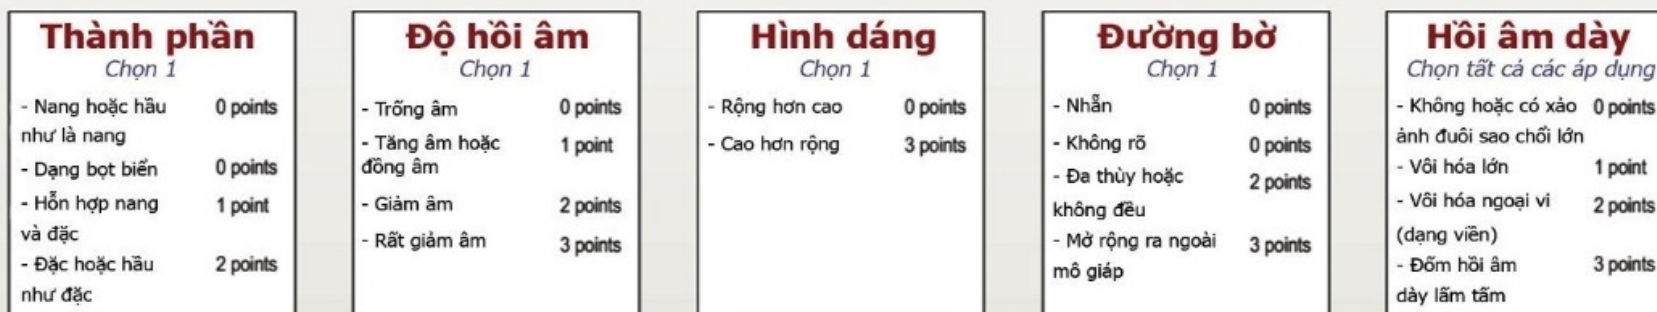 Thành phần
Chọn 1
- Nang hoặc hầu 0 points
như là nang
- Dạng bọt biển 0 points
- Hỗn hợp nang 1 point
và đặc
- Đặc hoặc hầu 2 points
như đặc
Độ hồi âm
Chọn 1
- Trống âm 0 points
- Tăng âm hoặc 1 point
đồng âm
- Giảm âm 2 points
- Rất giảm âm 3 points
Hình dáng
Chọn 1
- Rộng hơn cao 0 points
- Cao hơn rộng 3 points
Đường bờ
Chọn 1
- Nhẵn 0 points
- Không rõ 0 points
- Đa thùy hoặc 2 points
không đều
- Mở rộng ra ngoài 3 points
mô giáp
Hồi âm dày
Chọn tất cả các áp dụng
- Không hoặc có xảo 0 points
ảnh đuôi sao chổi lớn
- Vôi hóa lớn 1 point
- Vôi hóa ngoại vi 2 points
(dạng viền)
- Đốm hồi âm 3 points
dày lấm tấm